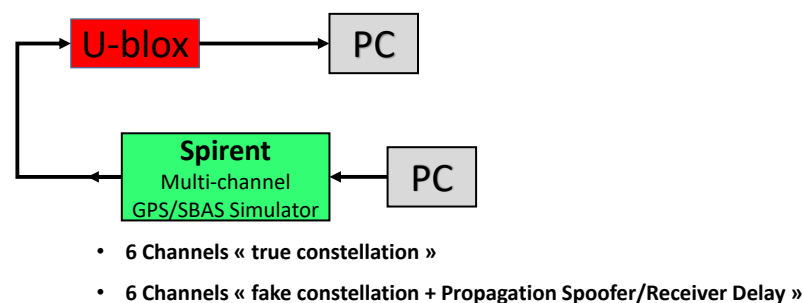 U-blox
PC
Spirent
Multi-channel
GPS/SBAS Simulator
PC
• 6 Channels « true constellation »
• 6 Channels « fake constellation + Propagation Spoofer/Receiver Delay »